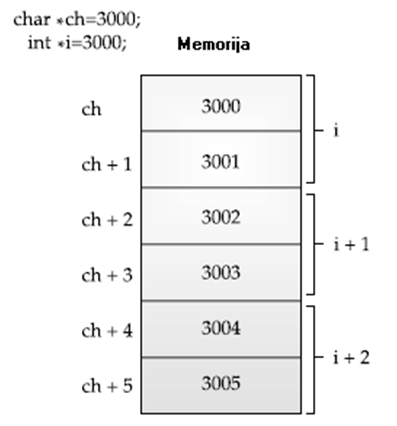 char *ch=3000;
int *i=3000;
Memorija
ch 3000
i
ch + 1 3001
ch + 2 3002
i + 1
ch + 3 3003
ch + 4 3004
i + 2
ch + 5 3005